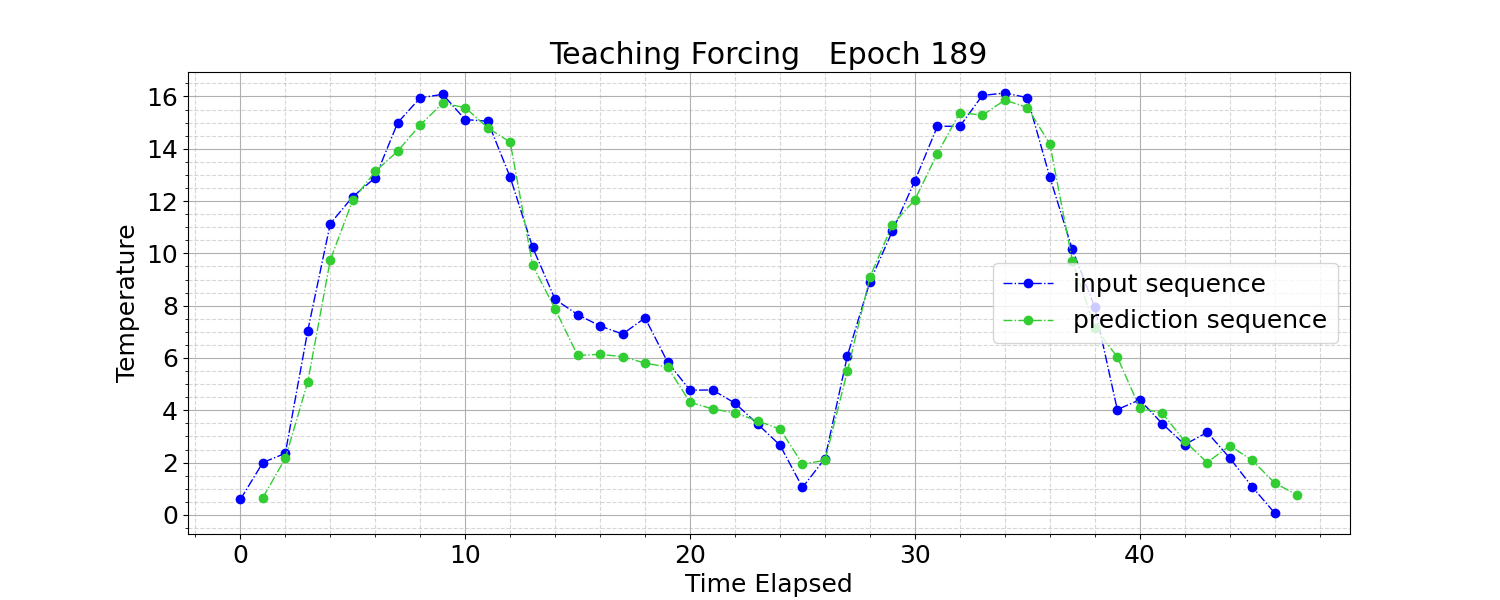 Teaching Forcing   Epoch 189
16
14
12
10
8
6
4
2
0
Temperature
input sequence
prediction sequence
0 10 20 30 40
Time Elapsed